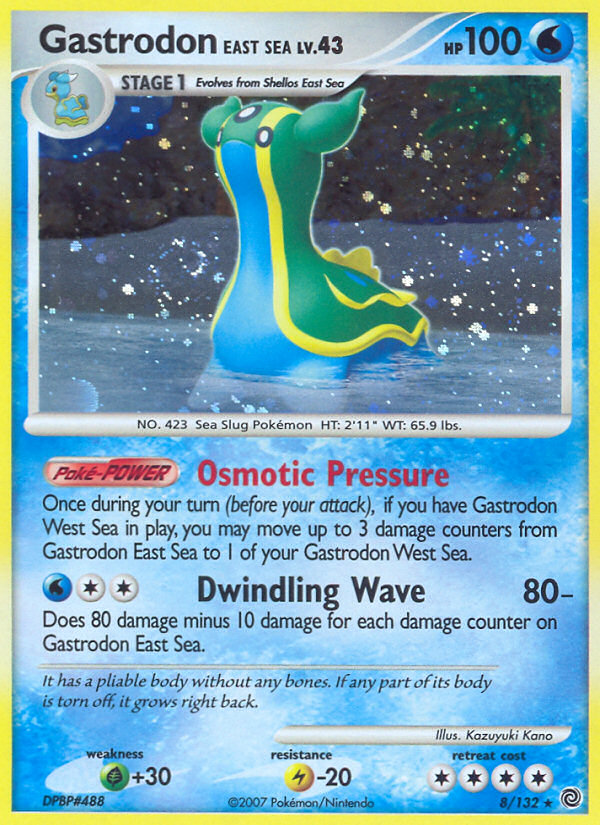 Gastrodon EAST SEA LV.43 HP 100
STAGE 1 Evolves from Shellos East Sea
NO. 423 Sea Slug Pokémon HT: 2'11" WT: 65.9 lbs.
Poké-POWER Osmotic Pressure
Once during your turn (before your attack), if you have Gastrodon
West Sea in play, you may move up to 3 damage counters from
Gastrodon East Sea to 1 of your Gastrodon West Sea.
Dwindling Wave 80–
Does 80 damage minus 10 damage for each damage counter on
Gastrodon East Sea.
It has a pliable body without any bones. If any part of its body
is torn off, it grows right back.
Illus. Kazuyuki Kano
weakness resistance retreat cost
+30 -20
DPBP#488 ©2007 Pokémon/Nintendo 8/132 ★